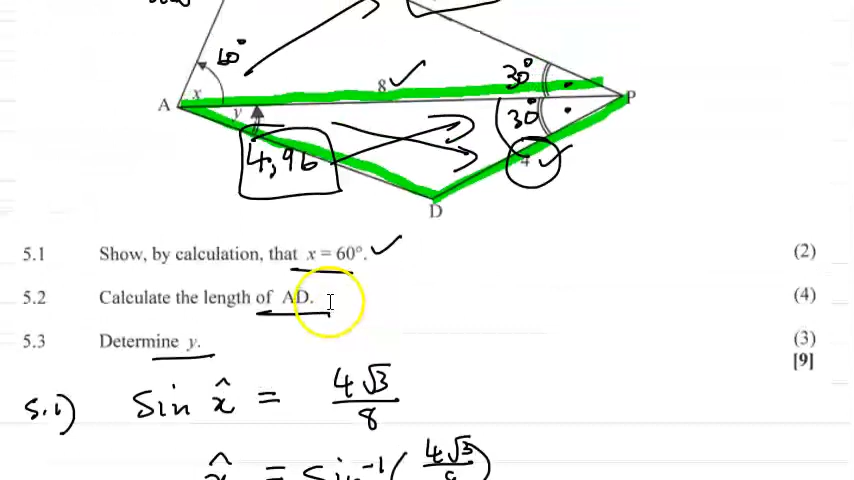 60°
x
8
30°
A
P
y
30°
4,96
4
D
5.1 Show, by calculation, that x = 60°. (2)
5.2 Calculate the length of AD. (4)
5.3 Determine y. (3)
[9]
5.1) Sin x̂ = 4√3/8
x̂ = sin⁻¹(4√3/8)